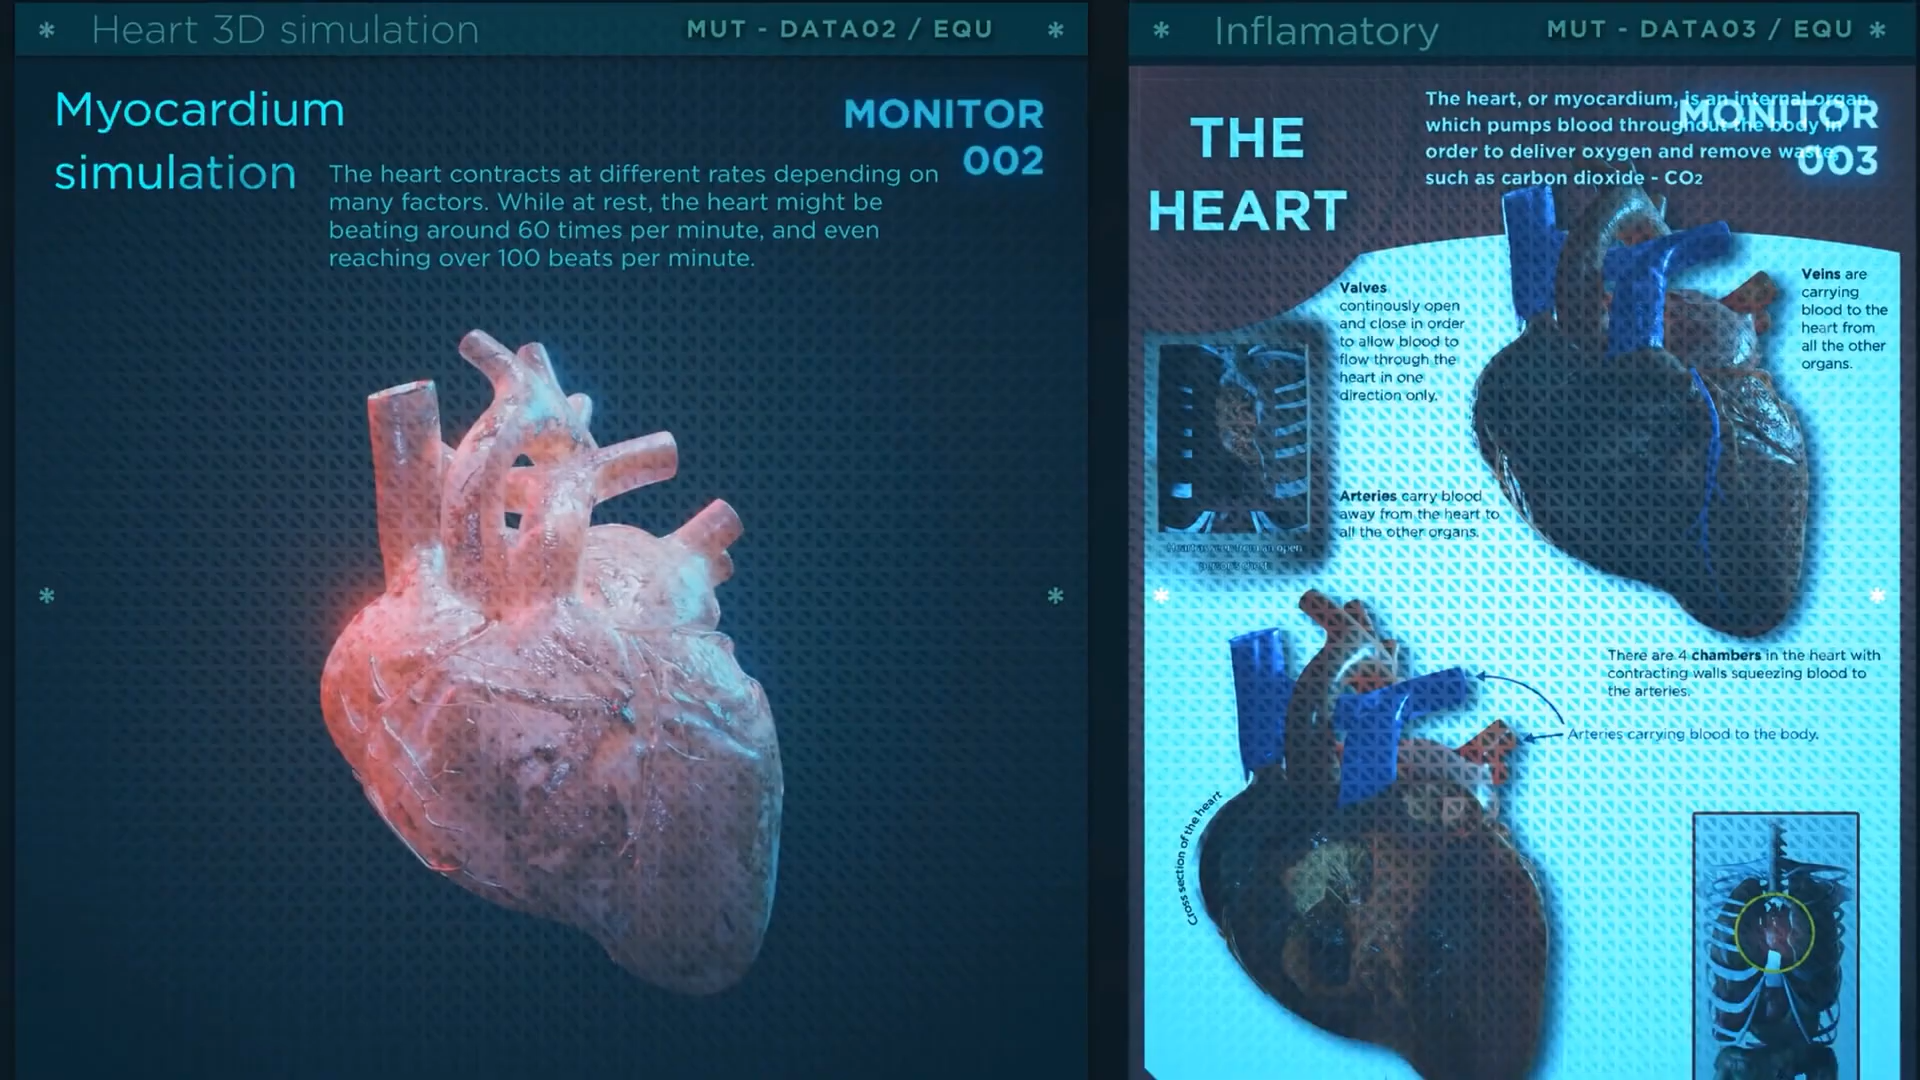 * Heart 3D simulation MUT - DATA02 / EQU *
Myocardium
simulation
MONITOR
002
The heart contracts at different rates depending on
many factors. While at rest, the heart might be
beating around 60 times per minute, and even
reaching over 100 beats per minute.
* *
* Inflamatory MUT - DATA03 / EQU *
THE
HEART
MONITOR
003
The heart, or myocardium, is an internal organ
which pumps blood throughout the body in
order to deliver oxygen and remove waste
such as carbon dioxide - CO2
Valves
continously open
and close in order
to allow blood to
flow through the
heart in one
direction only.
Veins are
carrying
blood to the
heart from
all the other
organs.
Arteries carry blood
away from the heart to
all the other organs.
* *
There are 4 chambers in the heart with
contracting walls squeezing blood to
the arteries.
Arteries carrying blood to the body.
Cross section of the heart